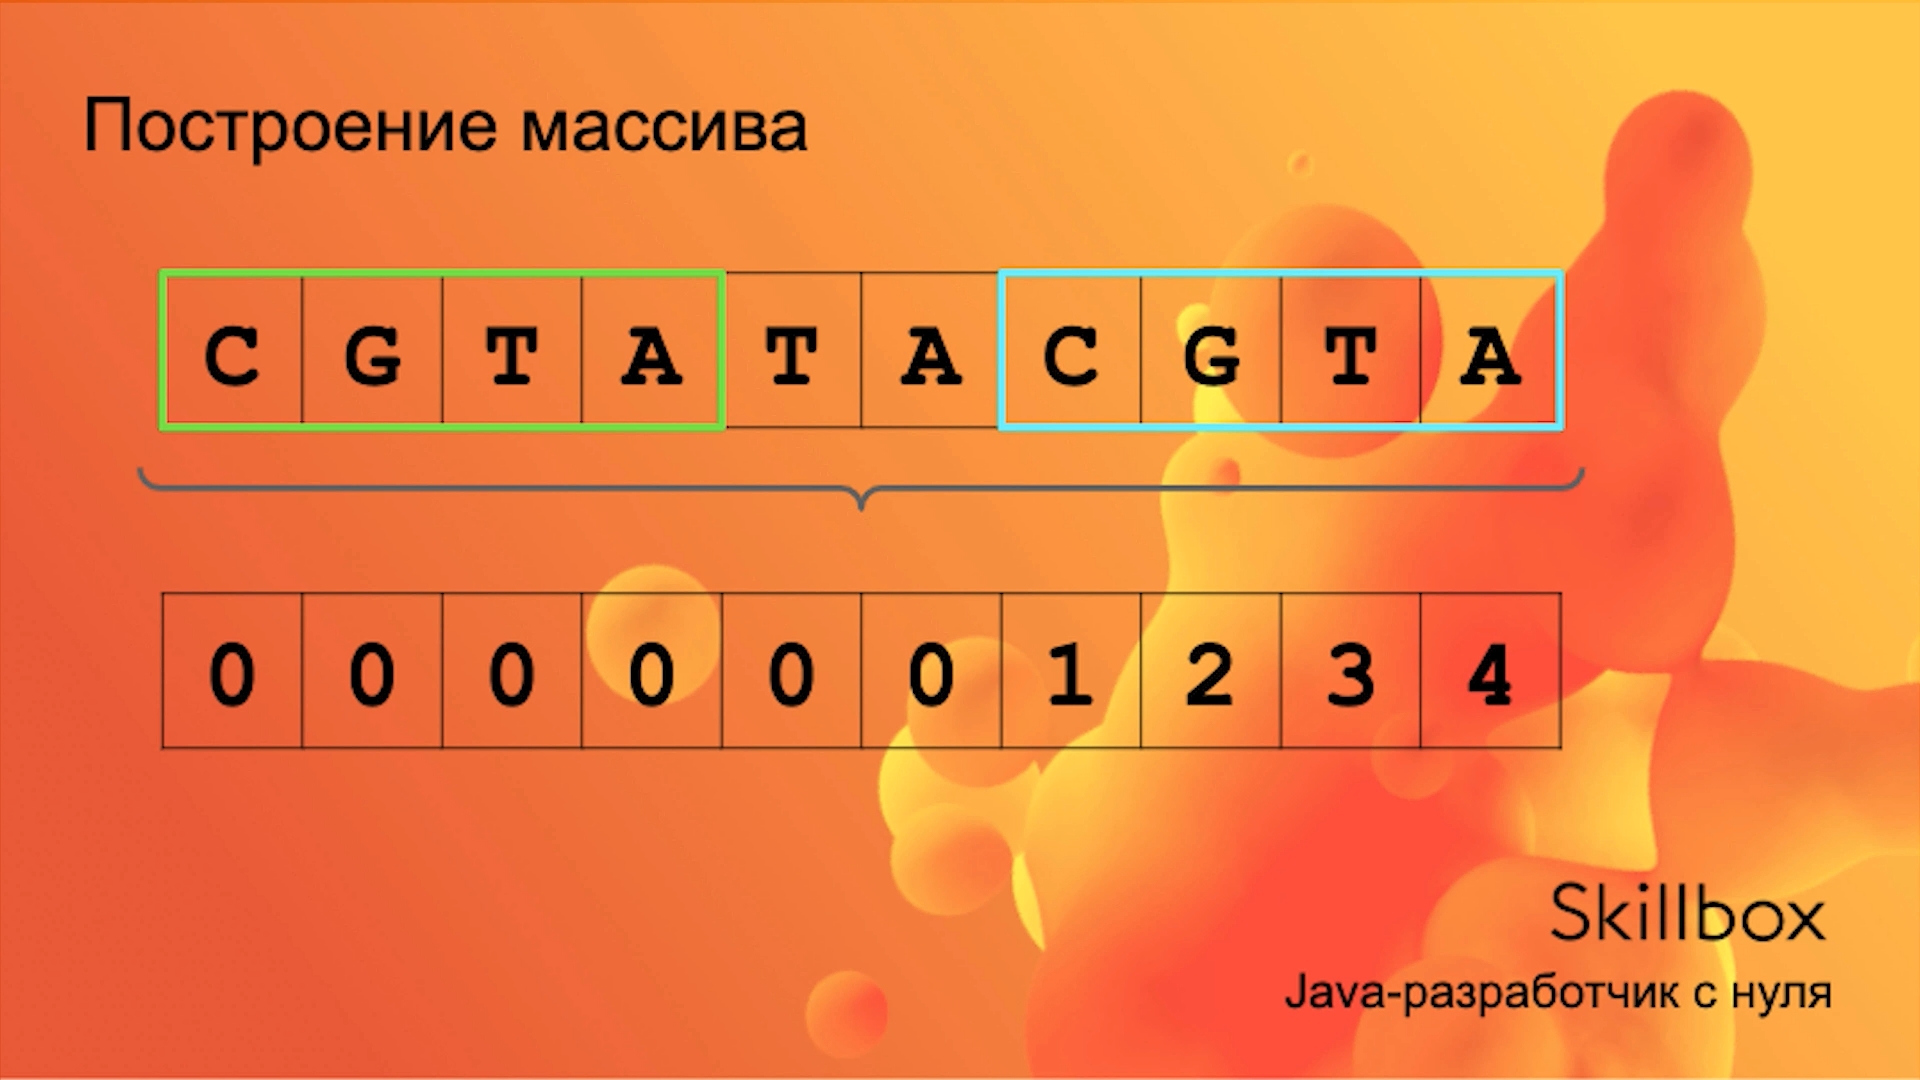 Построение массива
C G T A T A C G T A
0 0 0 0 0 0 1 2 3 4
Skillbox
Java-разработчик с нуля